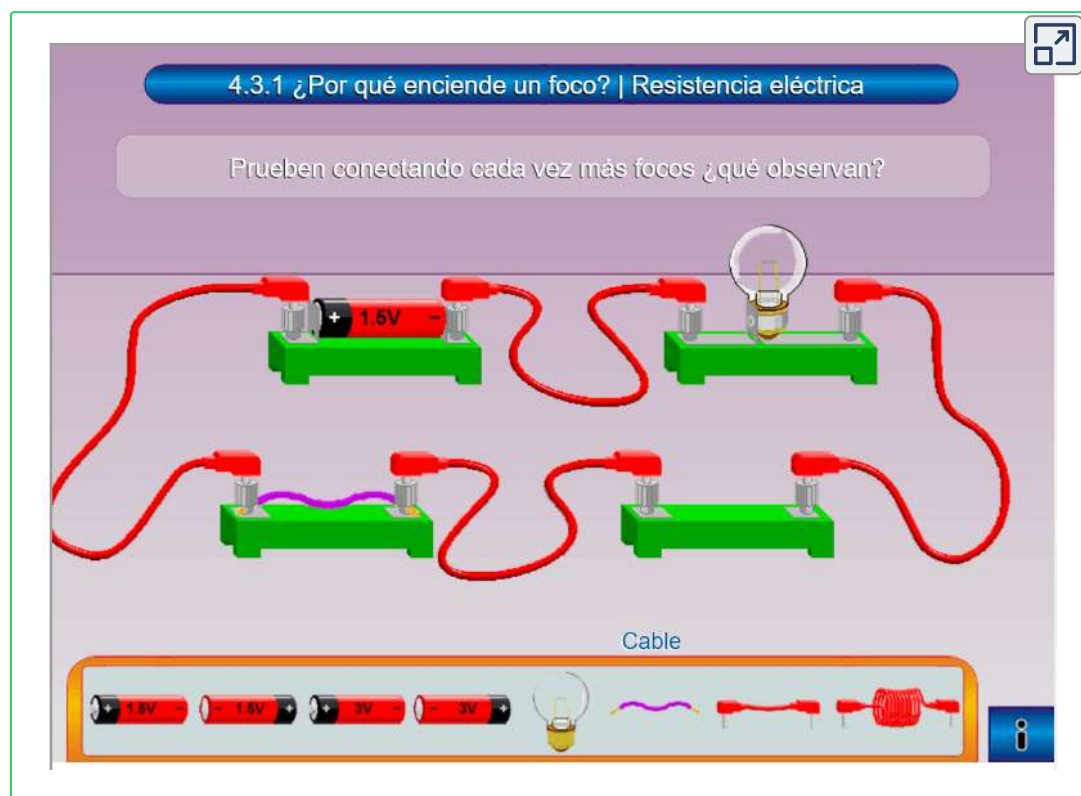 4.3.1 ¿Por qué enciende un foco? | Resistencia eléctrica
Prueben conectando cada vez más focos ¿qué observan?
+ 1.5V −
Cable
+ 1.5V − − 1.5V + + 3V − − 3V +
i